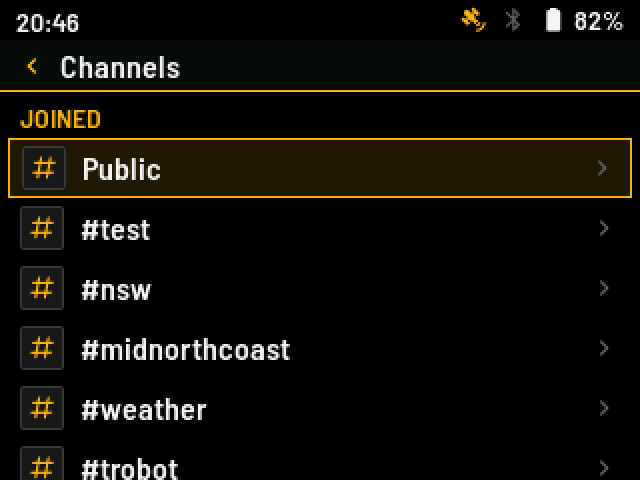 20:46 82%
Channels
JOINED
# Public
# #test
# #nsw
# #midnorthcoast
# #weather
# #trobot